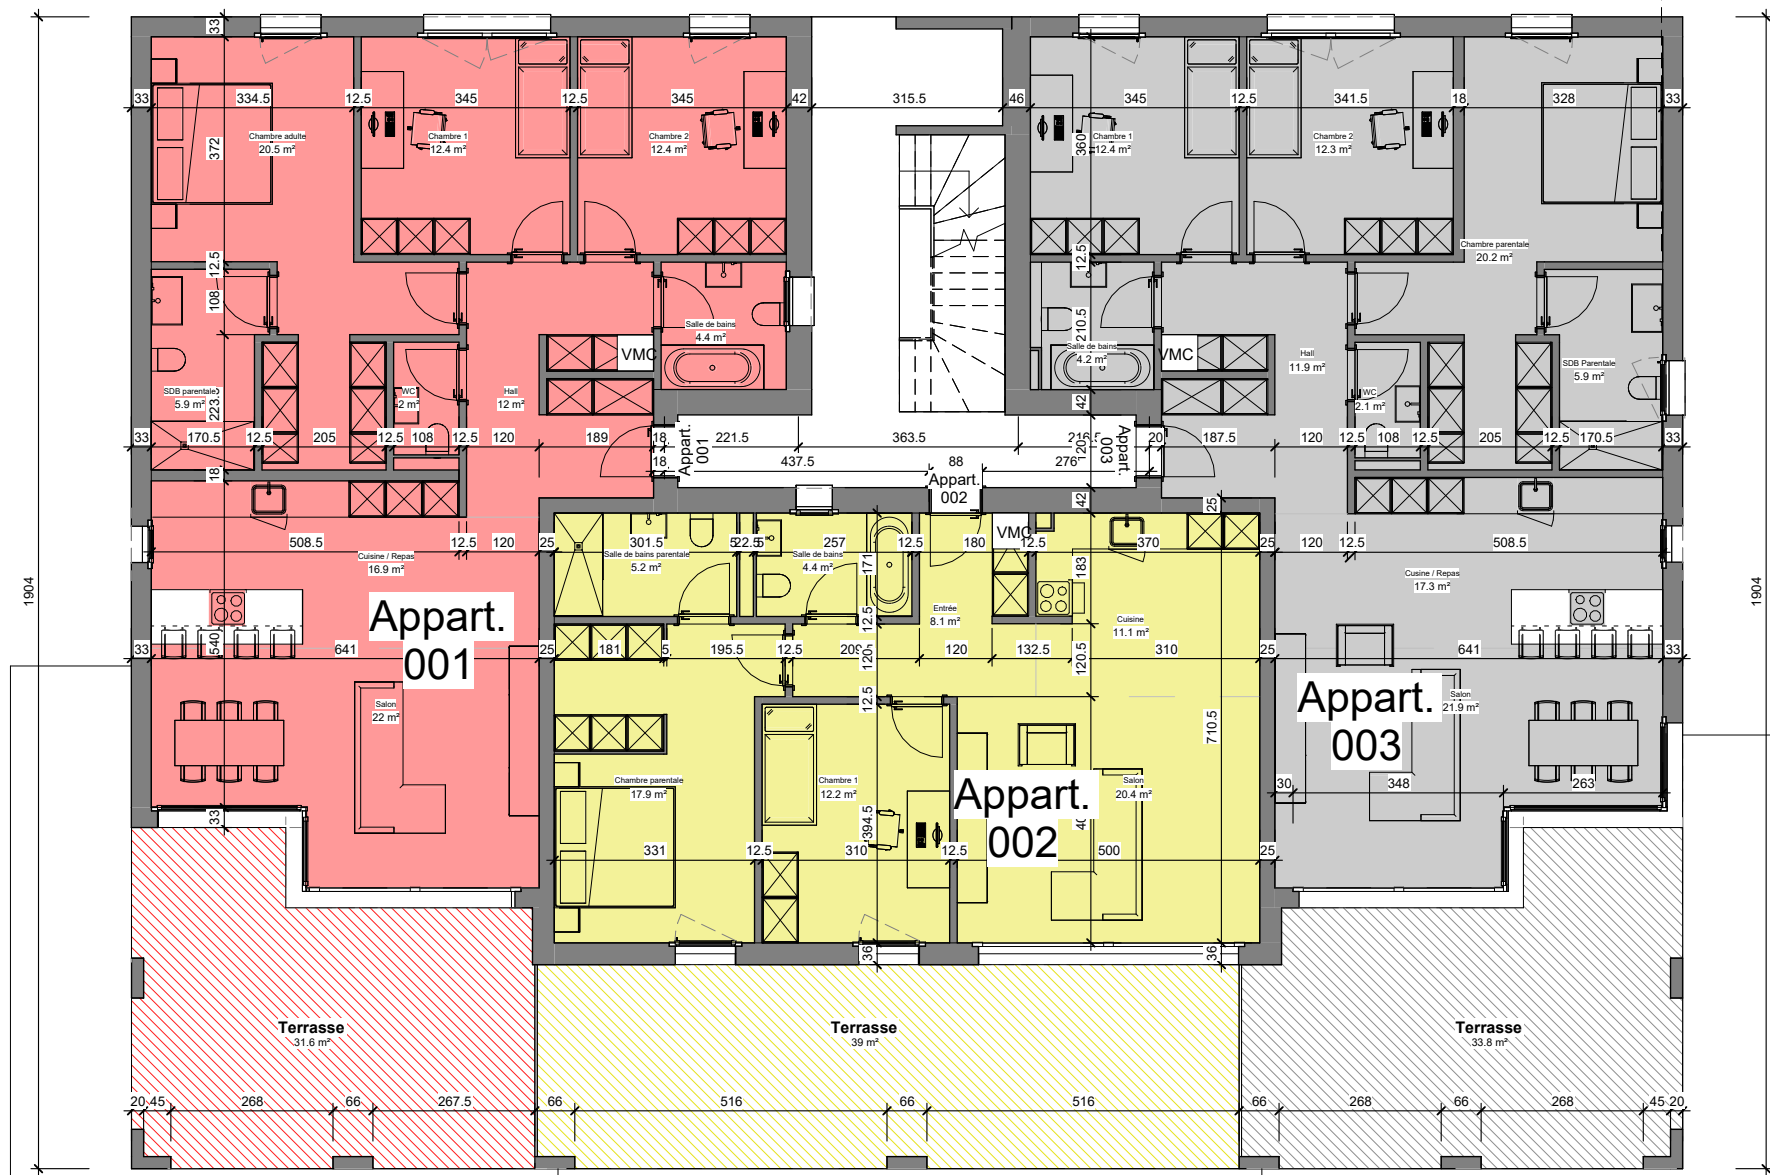 33
33
334.5
12.5
345
12.5
345
42
315.5
46
345
12.5
341.5
18
328
33
Chambre adulte
20.5 m²
372
Chambre 1
12.4 m²
Chambre 2
12.4 m²
360
Chambre 1
12.4 m²
Chambre 2
12.3 m²
Chambre parentale
20.2 m²
12.5
108
12.5
210.5
Salle de bains
4.4 m²
VMC
Salle de bains
4.2 m²
VMC
Hall
11.9 m²
SDB Parentale
5.9 m²
SDB parentale
5.9 m²
WC
2 m²
Hall
12 m²
WC
2.1 m²
42
33
170.5
12.5
205
12.5
108
12.5
120
189
18
Appart.
001
221.5
363.5
120
Appart.
003
20
187.5
120
12.5
108
12.5
205
12.5
170.5
33
18
18
437.5
88
276
Appart.
002
42
25
508.5
12.5
120
25
301.5
257
12.5
180
VMC
12.5
370
25
120
12.5
508.5
Cuisine / Repas
16.9 m²
Salle de bains parentale
5.2 m²
Salle de bains
4.4 m²
171
183
Cusine / Repas
17.3 m²
1904
1904
Appart.
001
12.5
Entrée
8.1 m²
Cuisine
11.1 m²
33
540
641
25
181
5
195.5
12.5
120
120
132.5
120.5
310
25
641
33
Salon
22 m²
12.5
Appart.
003
Salon
21.9 m²
710.5
Chambre parentale
17.9 m²
Chambre 1
12.2 m²
Appart.
002
Salon
20.4 m²
30
348
263
33
394.5
331
12.5
310
12.5
500
25
36
36
Terrasse
31.6 m²
Terrasse
39 m²
Terrasse
33.8 m²
20
45
268
66
267.5
66
516
66
516
66
268
66
268
45
20